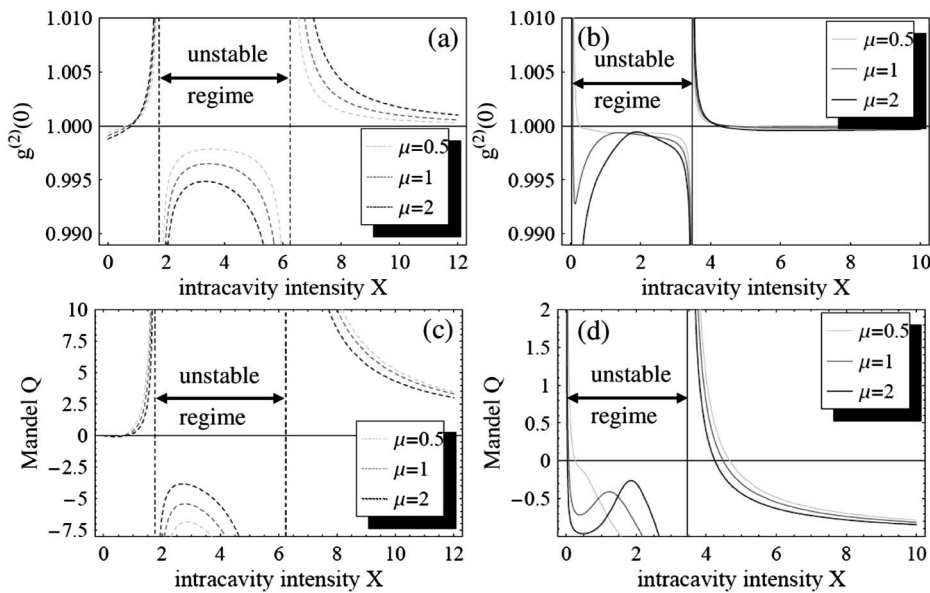 1.010
1.005
1.000
0.995
0.990
g(2)(0)
(a)
unstable
regime
μ=0.5
μ=1
μ=2
0 2 4 6 8 10 12
intracavity intensity X
1.010
1.005
1.000
0.995
0.990
g(2)(0)
(b)
unstable
regime
μ=0.5
μ=1
μ=2
0 2 4 6 8 10
intracavity intensity X
10
7.5
5
2.5
0
-2.5
-5
-7.5
Mandel Q
(c)
unstable
regime
μ=0.5
μ=1
μ=2
0 2 4 6 8 10 12
intracavity intensity X
2
1.5
1
0.5
0
-0.5
Mandel Q
(d)
unstable
regime
μ=0.5
μ=1
μ=2
0 2 4 6 8 10
intracavity intensity X